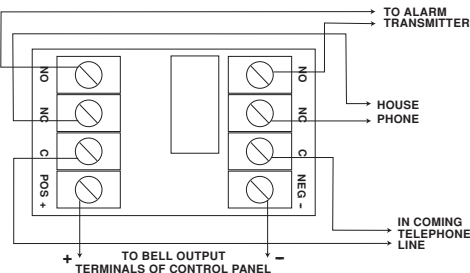 TO ALARM
TRANSMITTER
NO
NO
NC
NC
HOUSE
PHONE
C
C
POS +
NEG -
IN COMING
TELEPHONE
LINE
+ TO BELL OUTPUT -
TERMINALS OF CONTROL PANEL